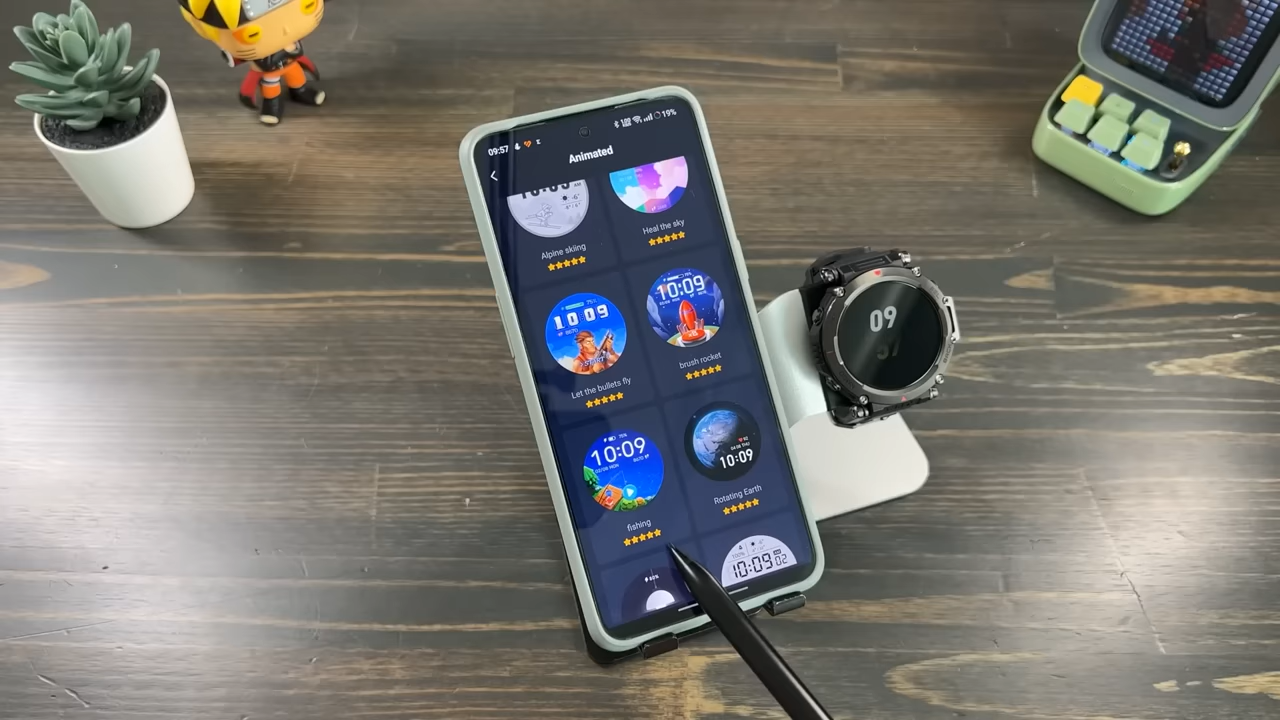 09:57
19%
Animated
Alpine skiing
Heal the sky
10:09
Let the bullets fly
10:09
brush rocket
10:09
fishing
10:09
Rotating Earth
10:09 02
09